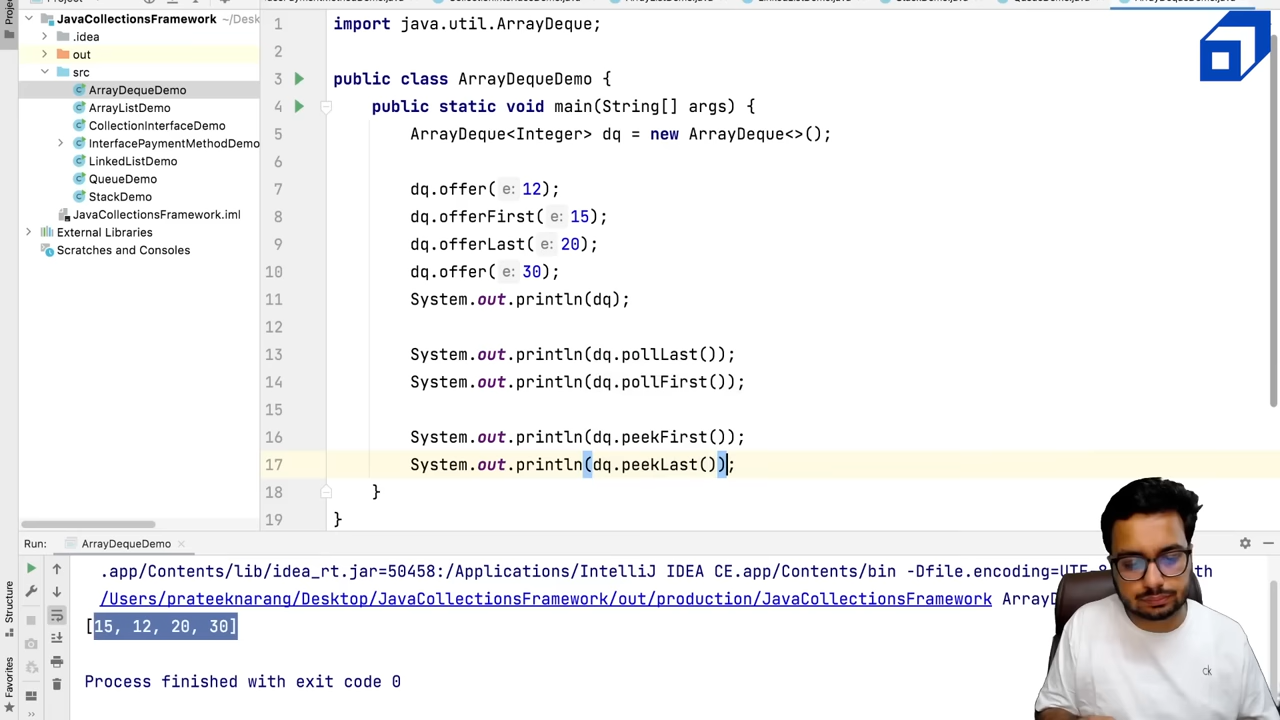 JavaCollectionsFramework ~/Desk
.idea
out
src
ArrayDequeDemo
ArrayListDemo
CollectionInterfaceDemo
InterfacePaymentMethodDemo
LinkedListDemo
QueueDemo
StackDemo
JavaCollectionsFramework.iml
External Libraries
Scratches and Consoles
Structure
Favorites
1 import java.util.ArrayDeque;
2
3 public class ArrayDequeDemo {
4 public static void main(String[] args) {
5 ArrayDeque<Integer> dq = new ArrayDeque<>();
6
7 dq.offer( e: 12);
8 dq.offerFirst( e: 15);
9 dq.offerLast( e: 20);
10 dq.offer( e: 30);
11 System.out.println(dq);
12
13 System.out.println(dq.pollLast());
14 System.out.println(dq.pollFirst());
15
16 System.out.println(dq.peekFirst());
17 System.out.println(dq.peekLast());
18 }
19 }
Run: ArrayDequeDemo
.app/Contents/lib/idea_rt.jar=50458:/Applications/IntelliJ IDEA CE.app/Contents/bin -Dfile.encoding=UTF
/Users/prateeknarang/Desktop/JavaCollectionsFramework/out/production/JavaCollectionsFramework
[15, 12, 20, 30]
Process finished with exit code 0
ck